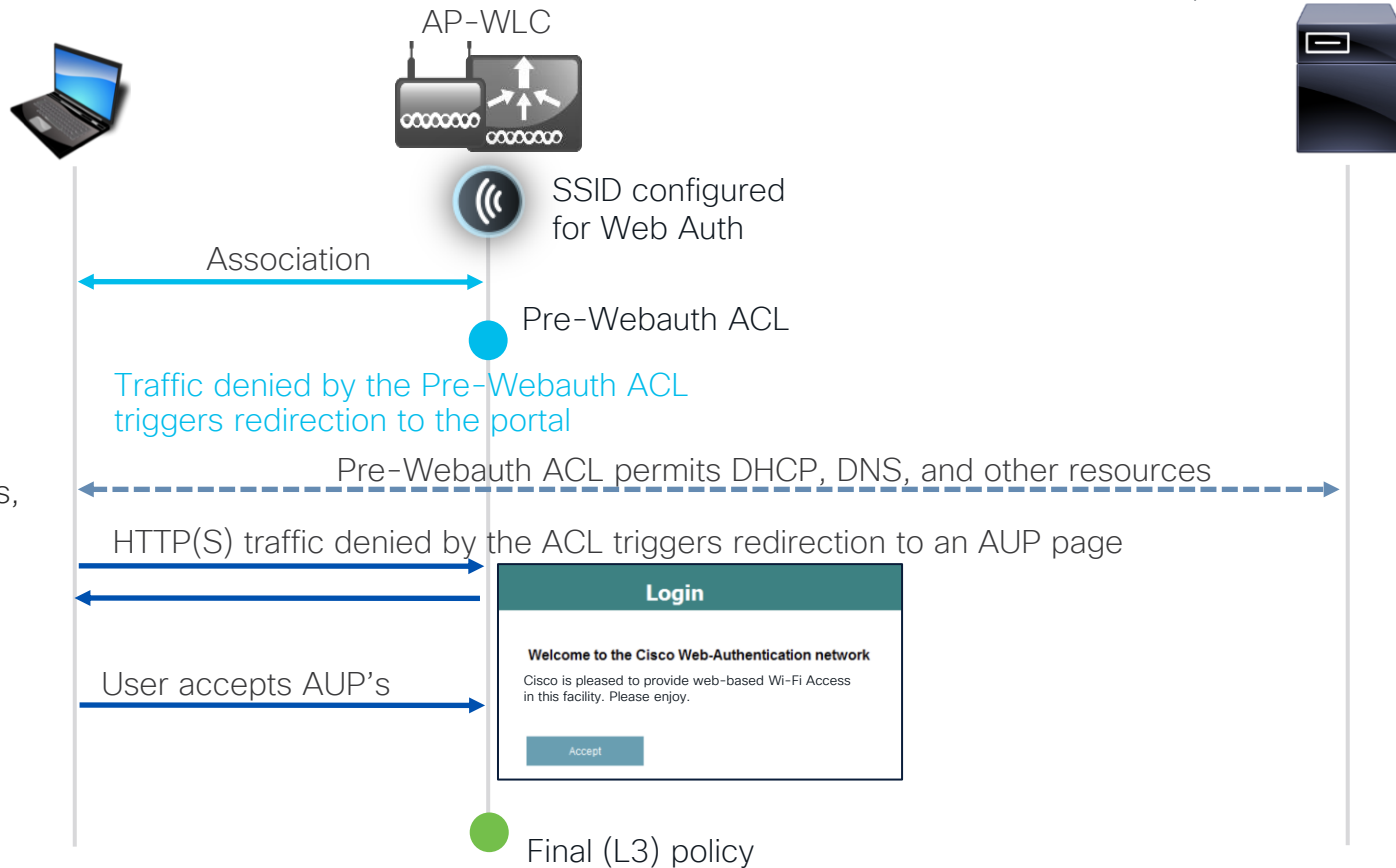 AP-WLC
SSID configured
for Web Auth
Association
Pre-Webauth ACL
Traffic denied by the Pre-Webauth ACL
triggers redirection to the portal
Pre-Webauth ACL permits DHCP, DNS, and other resources
s,
HTTP(S) traffic denied by the ACL triggers redirection to an AUP page
Login
Welcome to the Cisco Web-Authentication network
Cisco is pleased to provide web-based Wi-Fi Access
in this facility. Please enjoy.
User accepts AUP's
Accept
Final (L3) policy